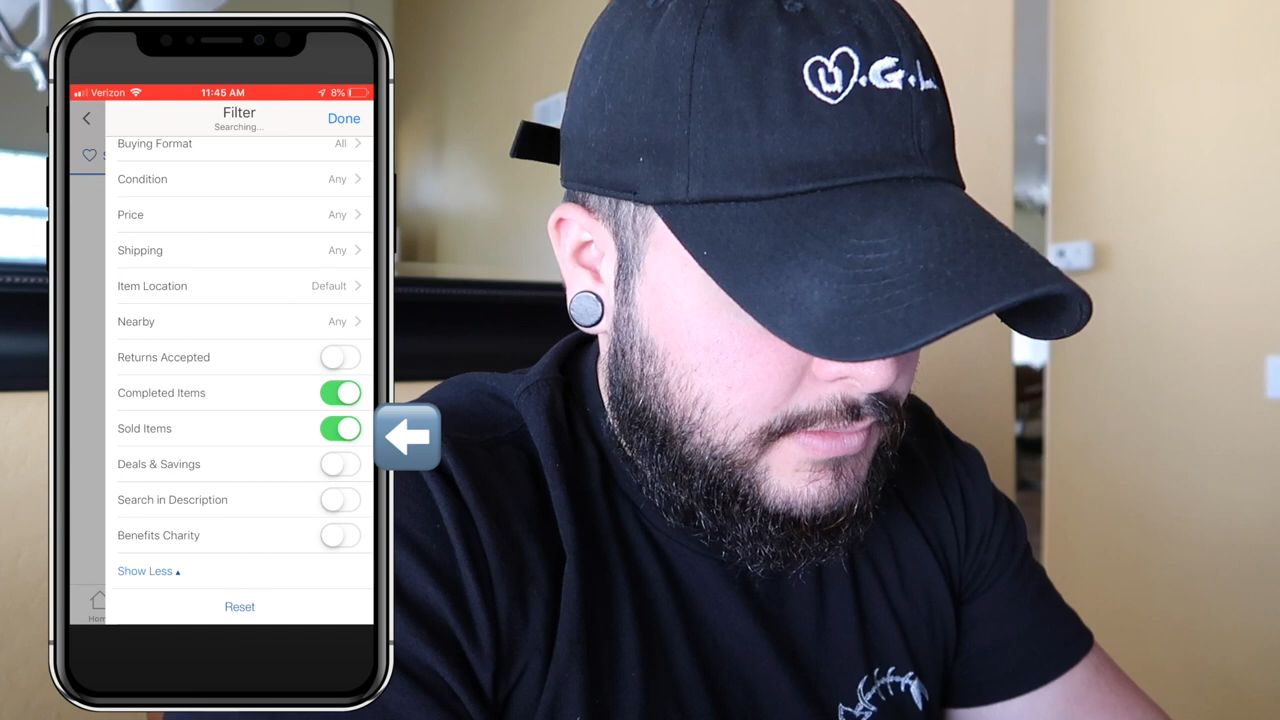 Verizon 11:45 AM 8%
Filter
Searching...
Done
Buying Format All
Condition Any
Price Any
Shipping Any
Item Location Default
Nearby Any
Returns Accepted
Completed Items
Sold Items
Deals & Savings
Search in Description
Benefits Charity
Show Less
Reset
U.G.L